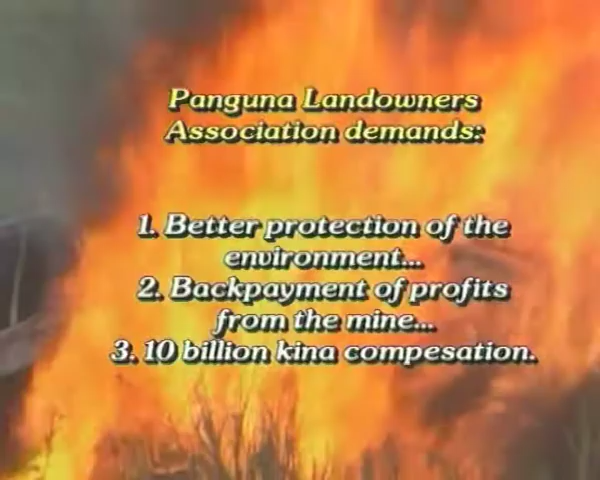 Panguna Landowners
Association demands:
1. Better protection of the
environment...
2. Backpayment of profits
from the mine...
3. 10 billion kina compesation.